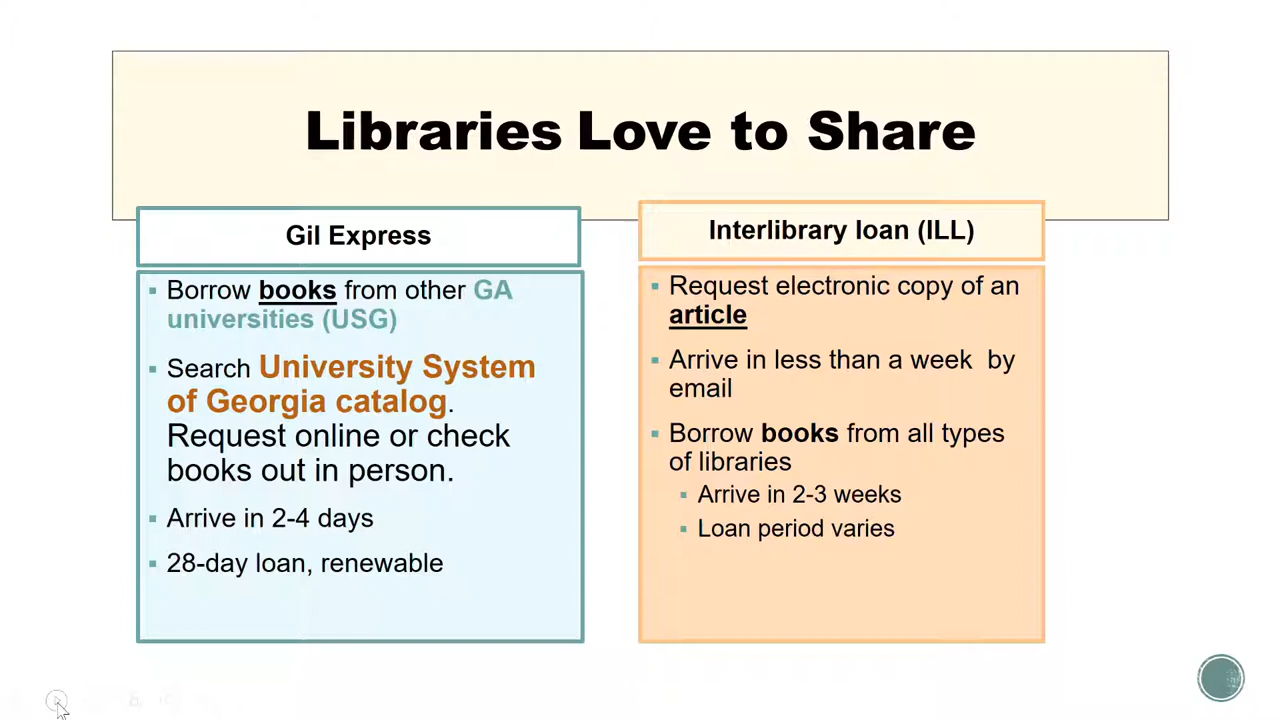 Libraries Love to Share
Gil Express
Borrow books from other GA
universities (USG)
Search University System
of Georgia catalog.
Request online or check
books out in person.
Arrive in 2-4 days
28-day loan, renewable
Interlibrary loan (ILL)
Request electronic copy of an
article
Arrive in less than a week by
email
Borrow books from all types
of libraries
Arrive in 2-3 weeks
Loan period varies